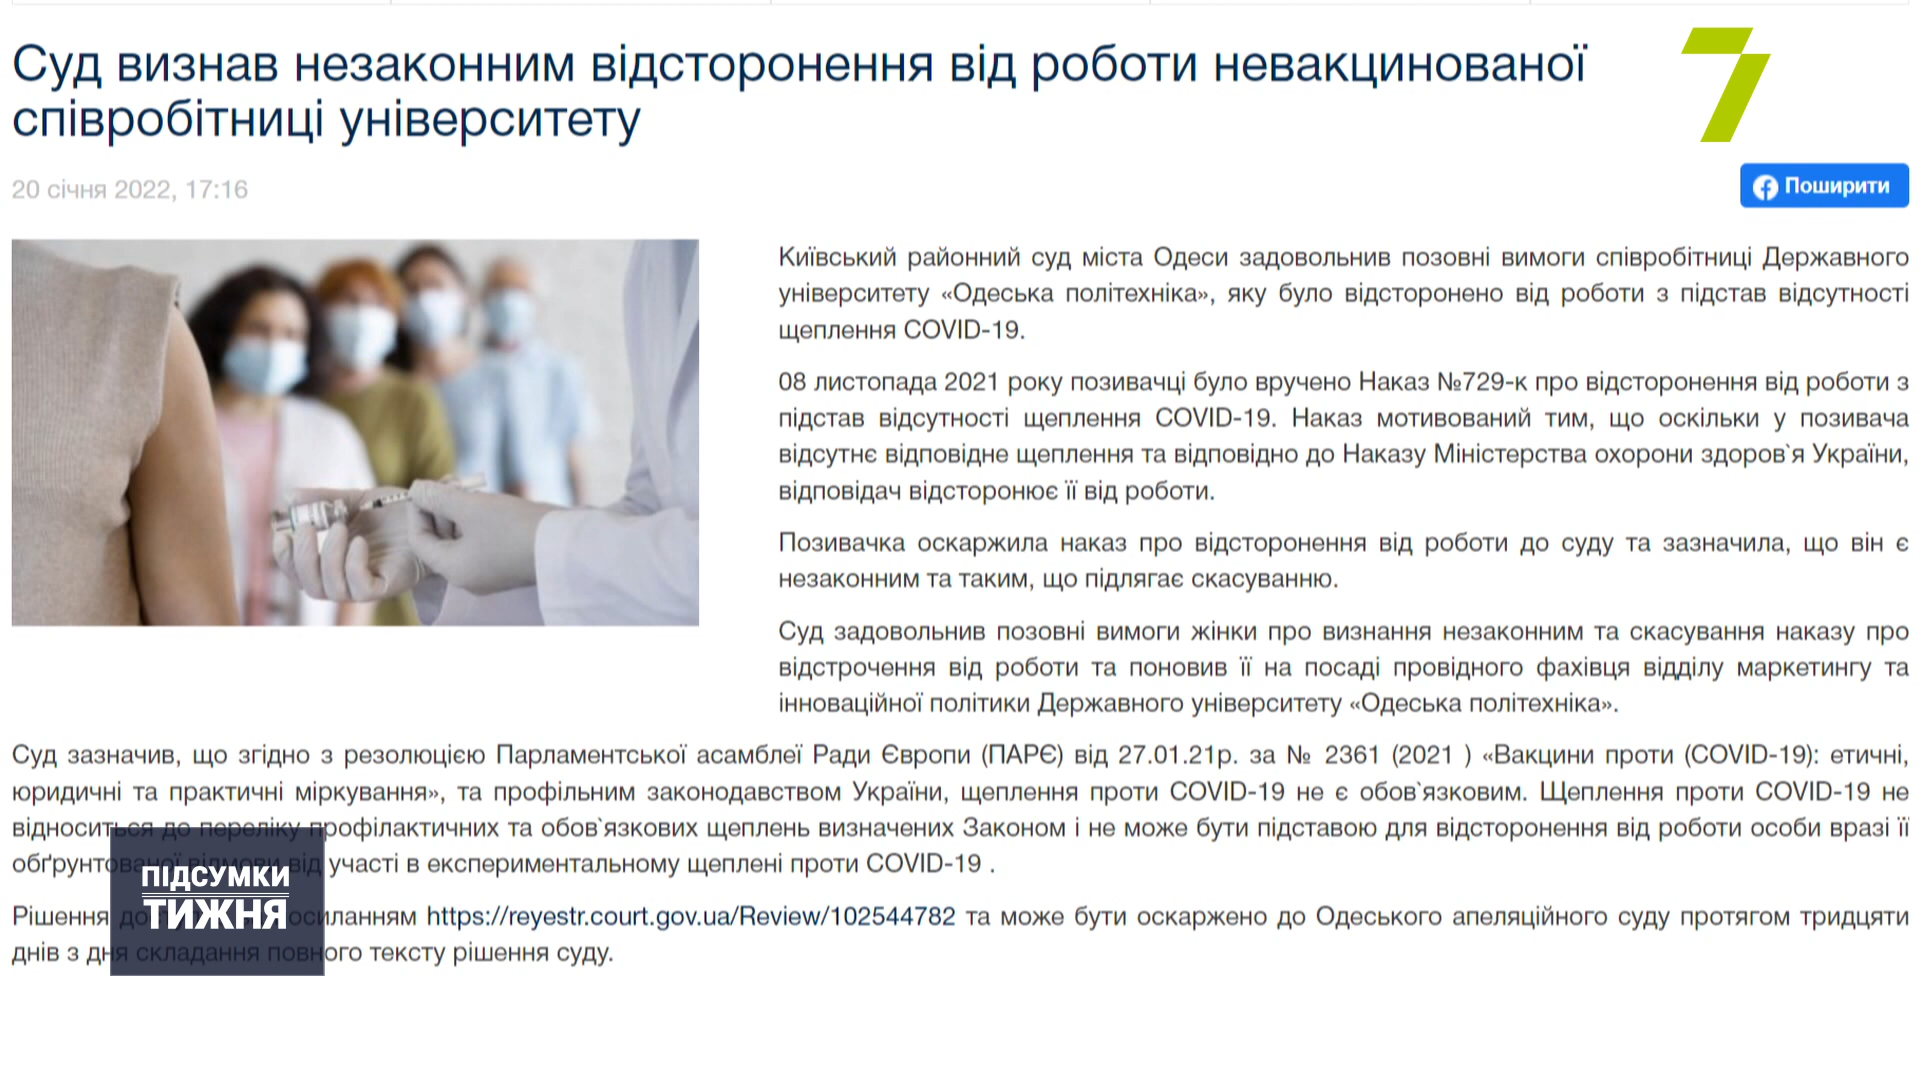 Суд визнав незаконним відсторонення від роботи невакцинованої
співробітниці університету
7
20 січня 2022, 17:16
Поширити
Київський районний суд міста Одеси задовольнив позовні вимоги співробітниці Державного
університету «Одеська політехніка», яку було відсторонено від роботи з підстав відсутності
щеплення COVID-19.
08 листопада 2021 року позивачці було вручено Наказ №729-к про відсторонення від роботи з
підстав відсутності щеплення COVID-19. Наказ мотивований тим, що оскільки у позивача
відсутнє відповідне щеплення та відповідно до Наказу Міністерства охорони здоров`я України,
відповідач відсторонює її від роботи.
Позивачка оскаржила наказ про відсторонення від роботи до суду та зазначила, що він є
незаконним та таким, що підлягає скасуванню.
Суд задовольнив позовні вимоги жінки про визнання незаконним та скасування наказу про
відстрочення від роботи та поновив її на посаді провідного фахівця відділу маркетингу та
інноваційної політики Державного університету «Одеська політехніка».
Суд зазначив, що згідно з резолюцією Парламентської асамблеї Ради Європи (ПАРЄ) від 27.01.21р. за № 2361 (2021 ) «Вакцини проти (COVID-19): етичні,
юридичні та практичні міркування», та профільним законодавством України, щеплення проти COVID-19 не є обов`язковим. Щеплення проти COVID-19 не
відноситься до переліку профілактичних та обов`язкових щеплень визначених Законом і не може бути підставою для відсторонення від роботи особи вразі її
обґрунтованої відмови від участі в експериментальному щеплені проти COVID-19 .
Рішення осиланням https://reyestr.court.gov.ua/Review/102544782 та може бути оскаржено до Одеського апеляційного суду протягом тридцяти
днів з дня складання повного тексту рішення суду.
ПІДСУМКИ
ТИЖНЯ